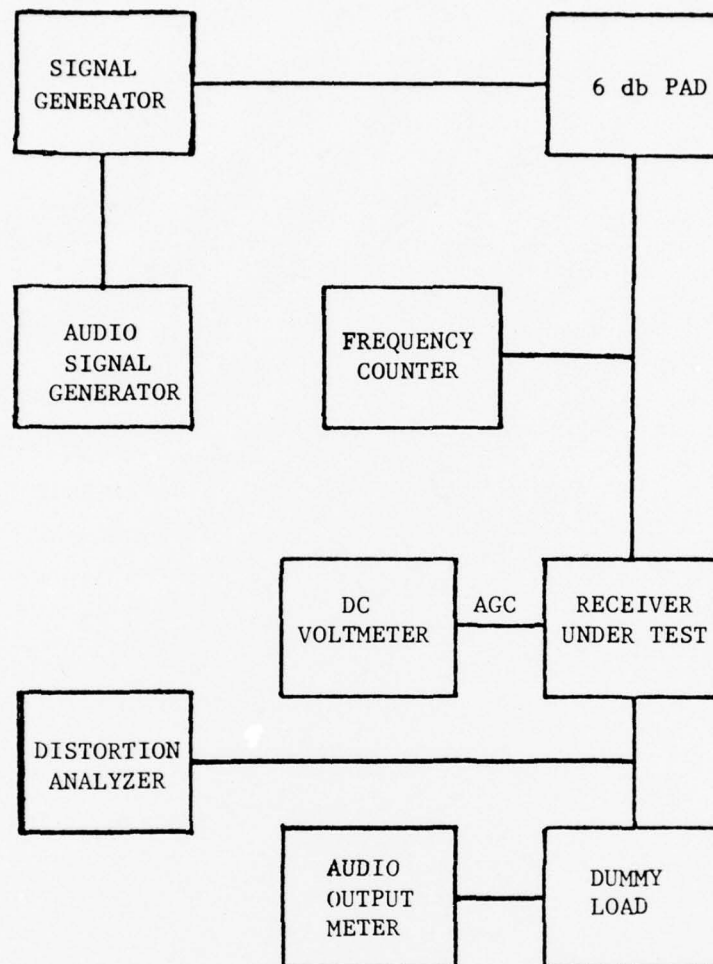 SIGNAL
GENERATOR
6 db PAD
AUDIO
SIGNAL
GENERATOR
FREQUENCY
COUNTER
DC
VOLTMETER
AGC
RECEIVER
UNDER TEST
DISTORTION
ANALYZER
AUDIO
OUTPUT
METER
DUMMY
LOAD